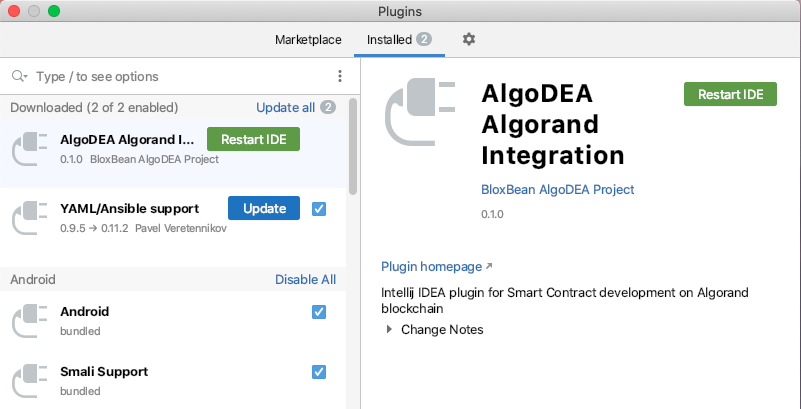 Plugins
Marketplace Installed 2
Type / to see options
Downloaded (2 of 2 enabled) Update all 2
AlgoDEA Algorand I... Restart IDE
0.1.0 BloxBean AlgoDEA Project
YAML/Ansible support Update
0.9.5 → 0.11.2 Pavel Veretennikov
Android Disable All
Android
bundled
Smali Support
bundled
AlgoDEA Restart IDE
Algorand
Integration
BloxBean AlgoDEA Project
0.1.0
Plugin homepage ↗
Intellij IDEA plugin for Smart Contract development on Algorand
blockchain
Change Notes